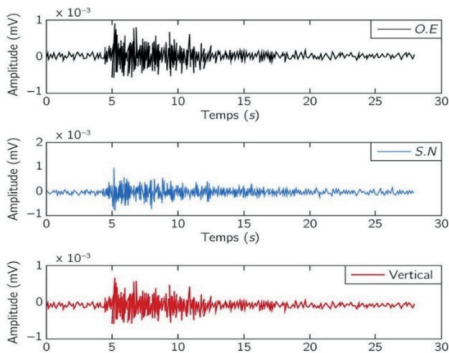 × 10⁻³
1
O.E
Amplitude (mV)
0
−1
0 5 10 15 20 25 30
Temps (s)
× 10⁻³
2
S.N
1
Amplitude (mV)
0
−1
0 5 10 15 20 25 30
Temps (s)
× 10⁻³
1
Vertical
Amplitude (mV)
0
−1
0 5 10 15 20 25 30